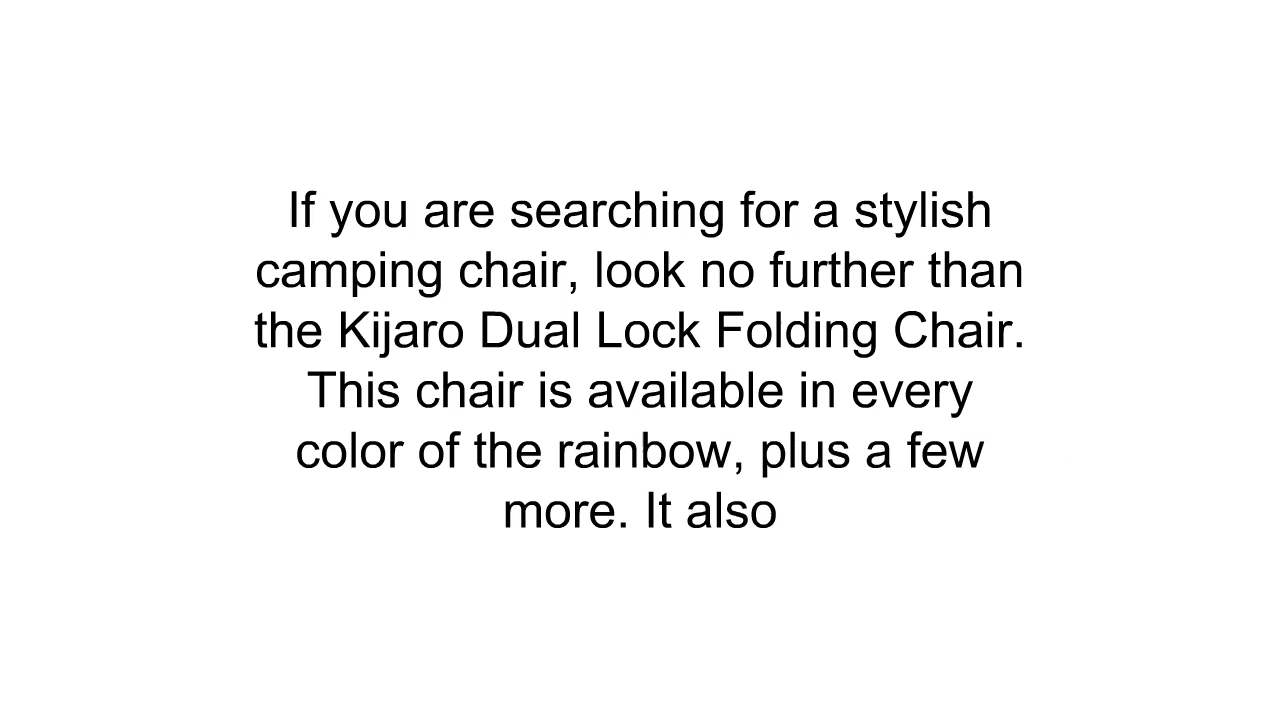 If you are searching for a stylish
camping chair, look no further than
the Kijaro Dual Lock Folding Chair.
This chair is available in every
color of the rainbow, plus a few
more. It also